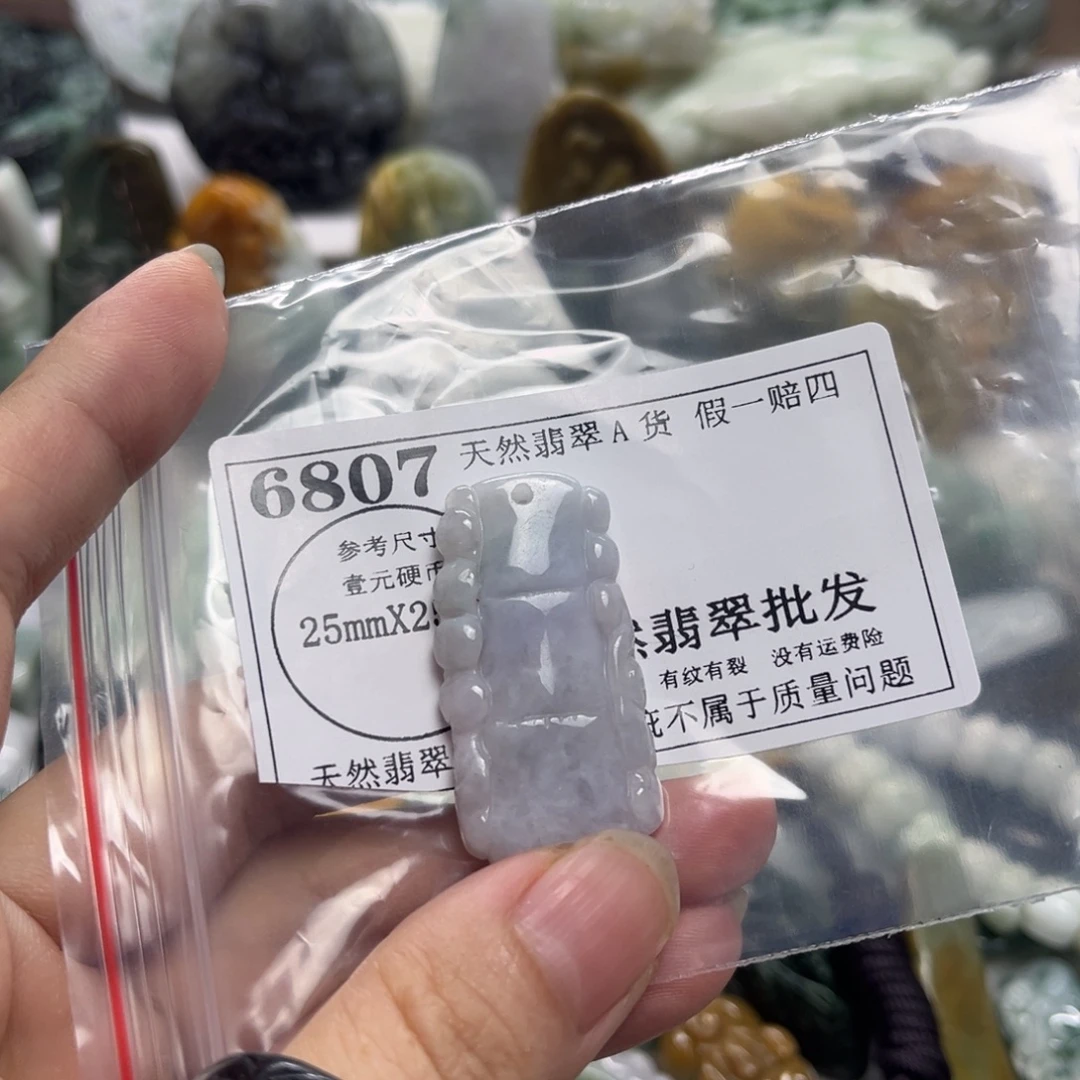 6807 天然翡翠A货 假一赔四
参考尺寸
壹元硬币
25mmX2
翡翠批发
有纹有裂 没有运费险
不属于质量问题
天然翡翠